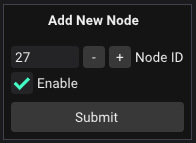 Add New Node
27 - + Node ID
Enable
Submit